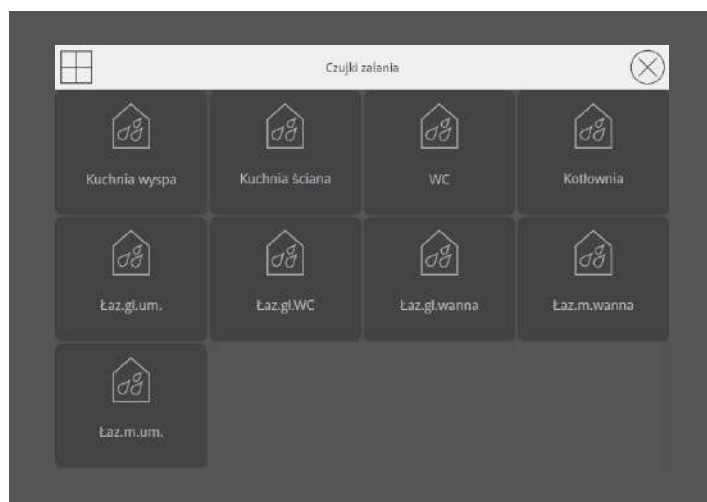 Czujki zalania
Kuchnia wyspa
Kuchnia ściana
WC
Kotłownia
Łaz.gł.um.
Łaz.gł.WC
Łaz.gł.wanna
Łaz.m.wanna
Łaz.m.um.